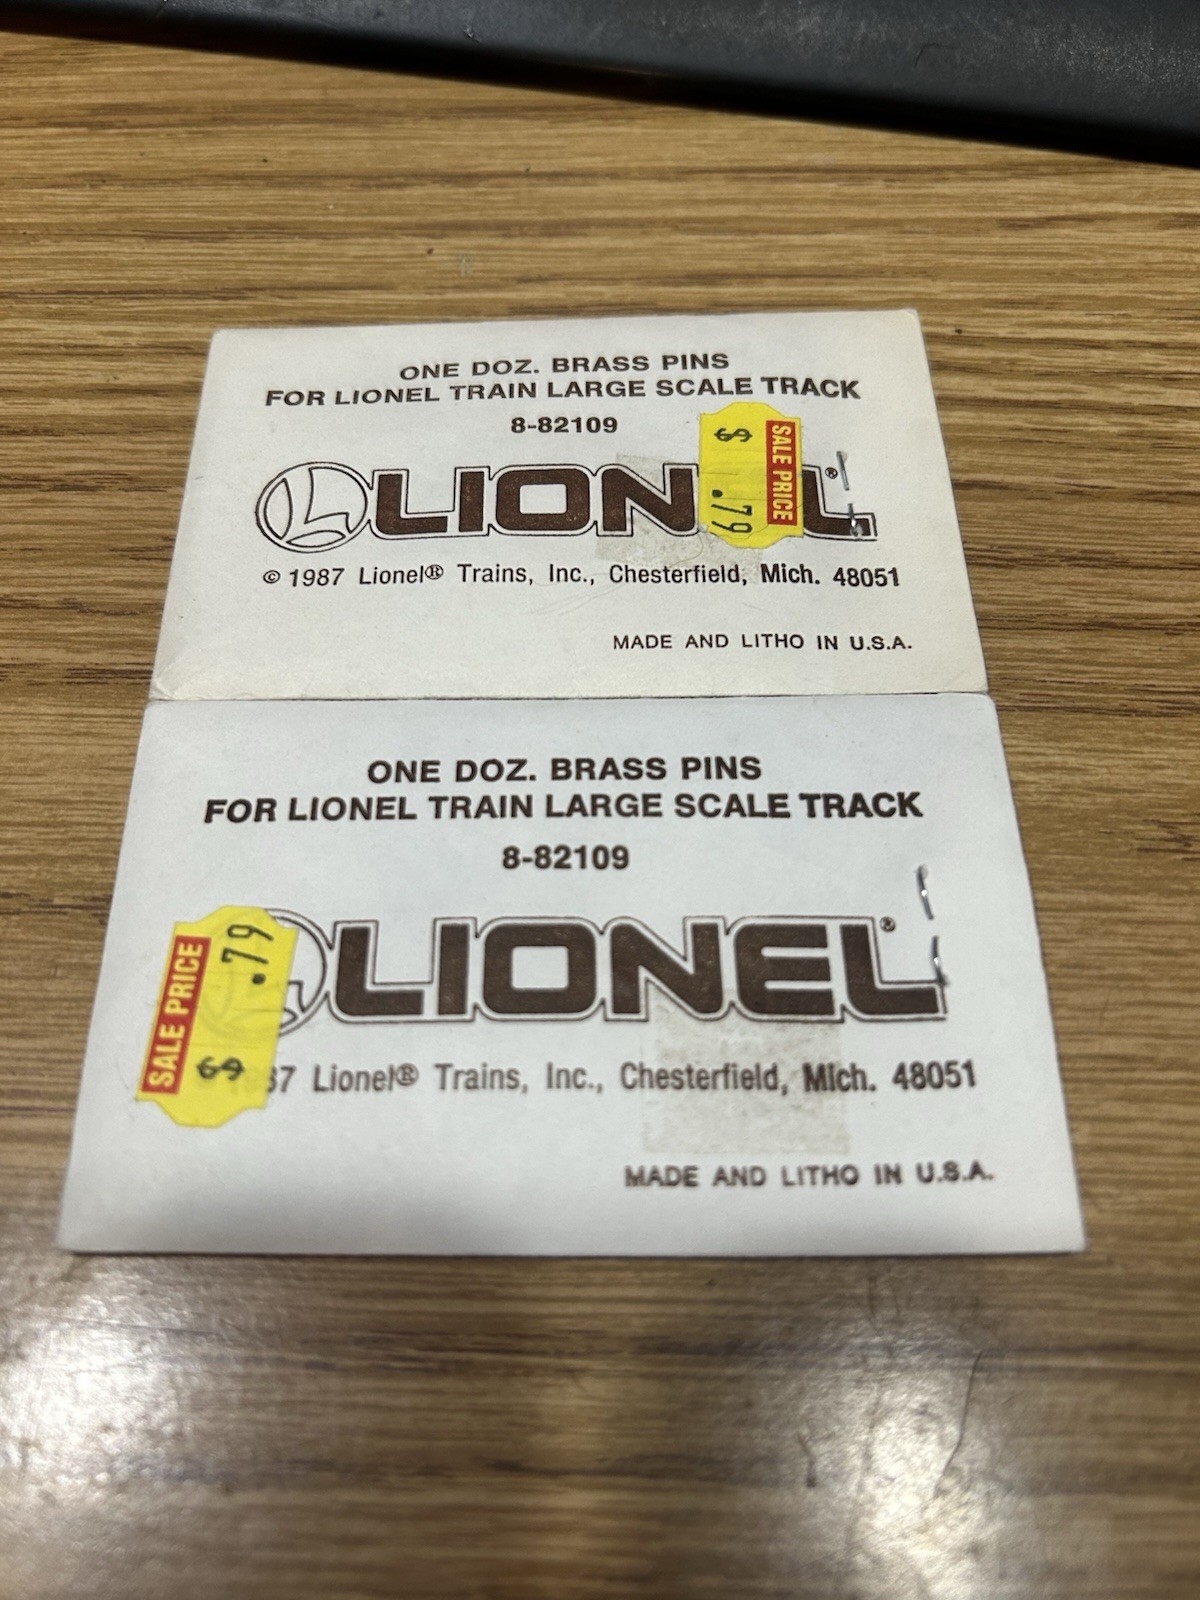 ONE DOZ. BRASS PINS
FOR LIONEL TRAIN LARGE SCALE TRACK
8-82109
LIONEL®
SALE PRICE
$ .79
© 1987 Lionel® Trains, Inc., Chesterfield, Mich. 48051
MADE AND LITHO IN U.S.A.
ONE DOZ. BRASS PINS
FOR LIONEL TRAIN LARGE SCALE TRACK
8-82109
LIONEL®
SALE PRICE
$ .79
87 Lionel® Trains, Inc., Chesterfield, Mich. 48051
MADE AND LITHO IN U.S.A.